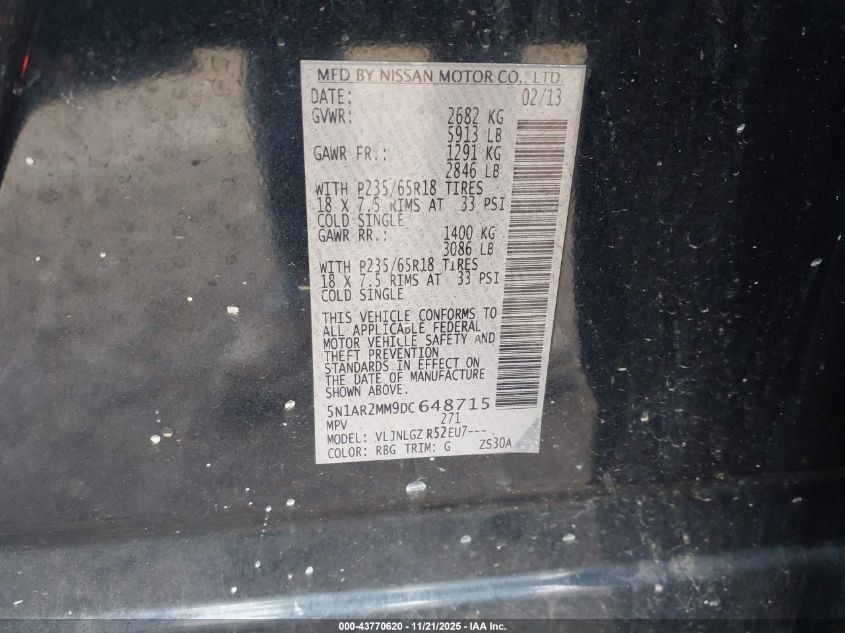 MFD BY NISSAN MOTOR CO., LTD.
DATE: 02/13
GVWR: 2682 KG
5913 LB
GAWR FR.: 1291 KG
2846 LB
WITH P235/65R18 TIRES
18 X 7.5 RIMS AT 33 PSI
COLD SINGLE
GAWR RR.: 1400 KG
3086 LB
WITH P235/65R18 TIRES
18 X 7.5 RIMS AT 33 PSI
COLD SINGLE
THIS VEHICLE CONFORMS TO
ALL APPLICABLE FEDERAL
MOTOR VEHICLE SAFETY AND
THEFT PREVENTION
STANDARDS IN EFFECT ON
THE DATE OF MANUFACTURE
SHOWN ABOVE.
5N1AR2MM9DC648715
MPV 271
MODEL: VLJNLGZ R52EU7---
COLOR: RBG TRIM: G ZS30A
000-43770620 - 11/21/2025 - IAA Inc.